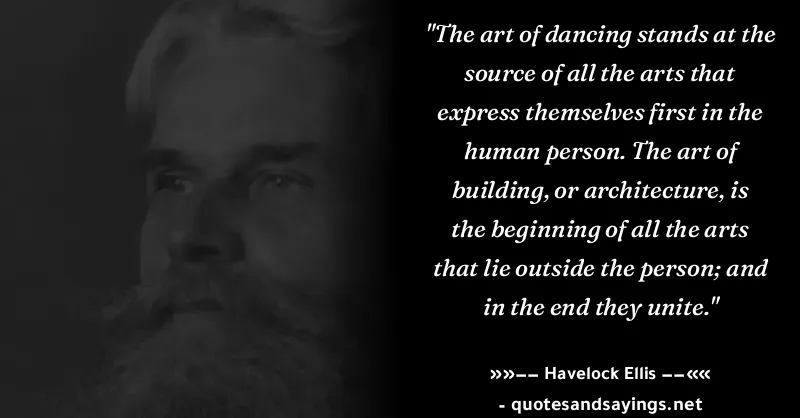 "The art of dancing stands at the
source of all the arts that
express themselves first in the
human person. The art of
building, or architecture, is
the beginning of all the arts
that lie outside the person; and
in the end they unite."
»»–– Havelock Ellis ––««
- quotesandsayings.net